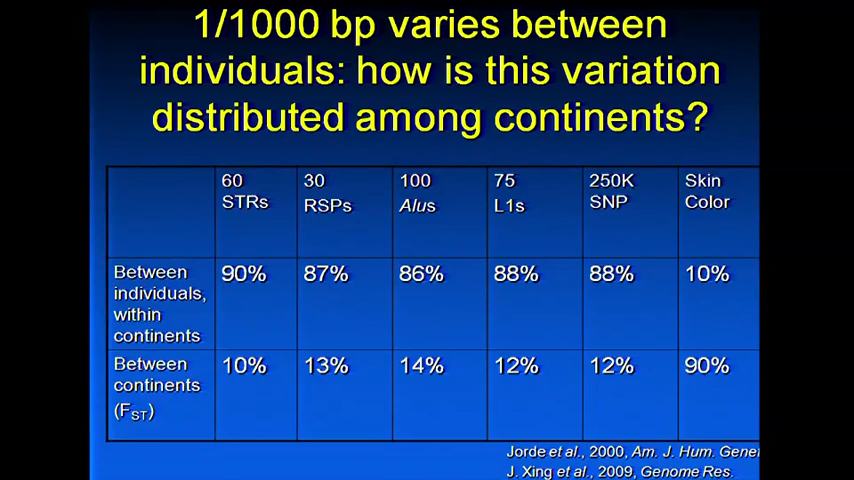 1/1000 bp varies between
individuals: how is this variation
distributed among continents?
60 STRs 30 RSPs 100 Alus 75 L1s 250K SNP Skin Color
Between individuals, within continents 90% 87% 86% 88% 88% 10%
Between continents (FST) 10% 13% 14% 12% 12% 90%
Jorde et al., 2000, Am. J. Hum.
J. Xing et al., 2009, Genome Res.